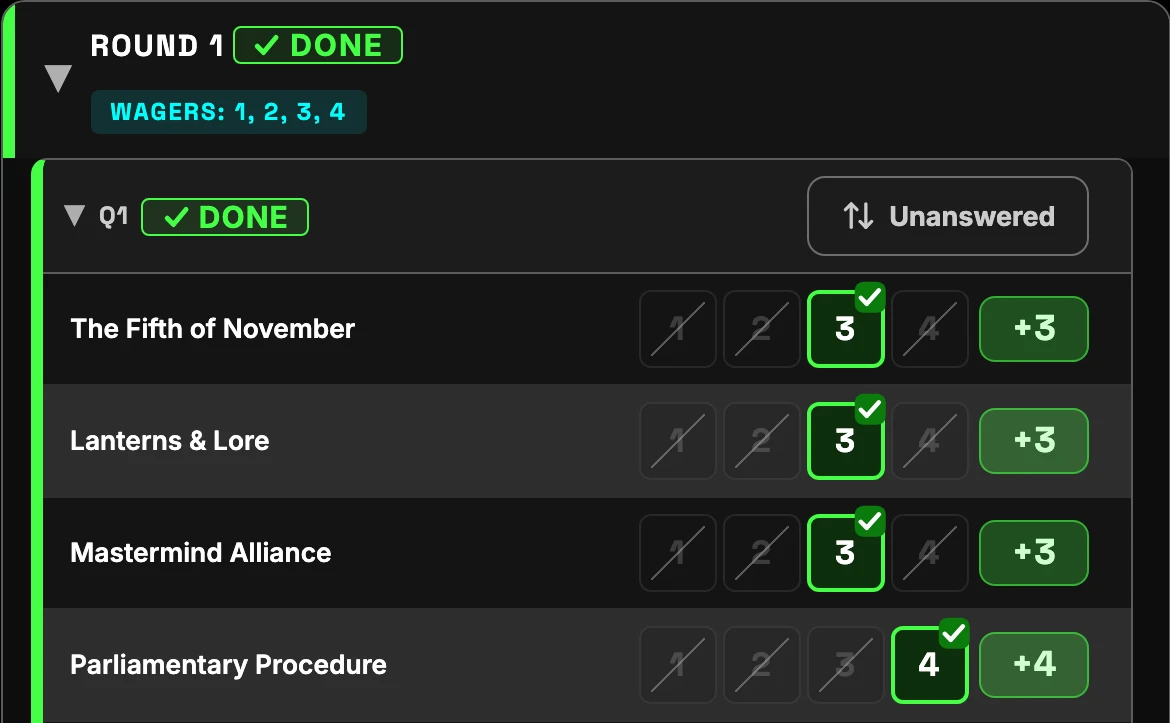 ROUND 1 ✓ DONE
WAGERS: 1, 2, 3, 4
Q1 ✓ DONE Unanswered
The Fifth of November 1 2 3 4 +3
Lanterns & Lore 1 2 3 4 +3
Mastermind Alliance 1 2 3 4 +3
Parliamentary Procedure 1 2 3 4 +4